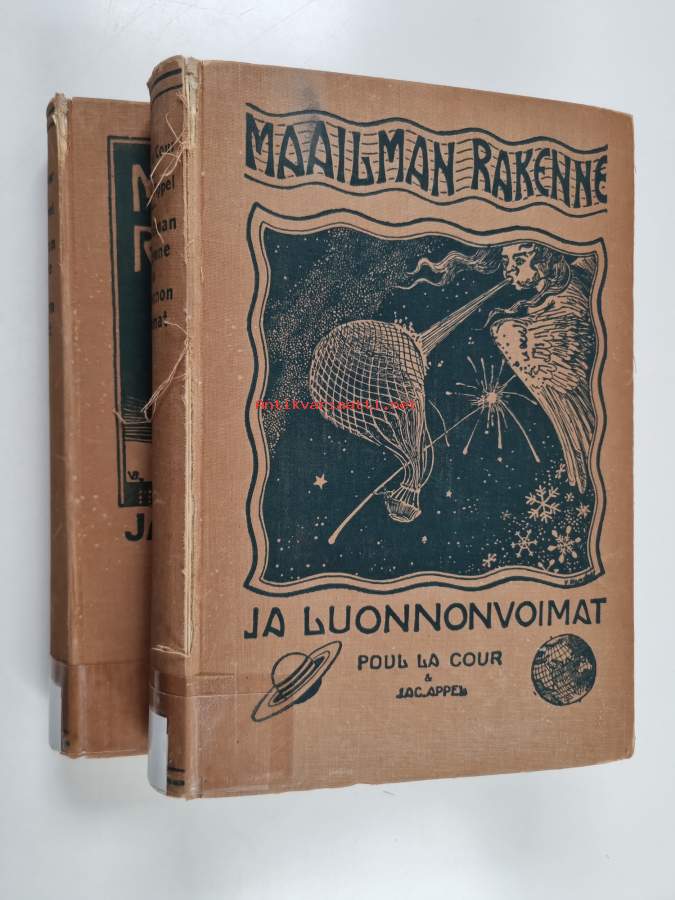 MAAILMAN RAKENNE
JA LUONNONVOIMAT
POUL LA COUR
&
JAC. APPEL
antikvariaatti.net